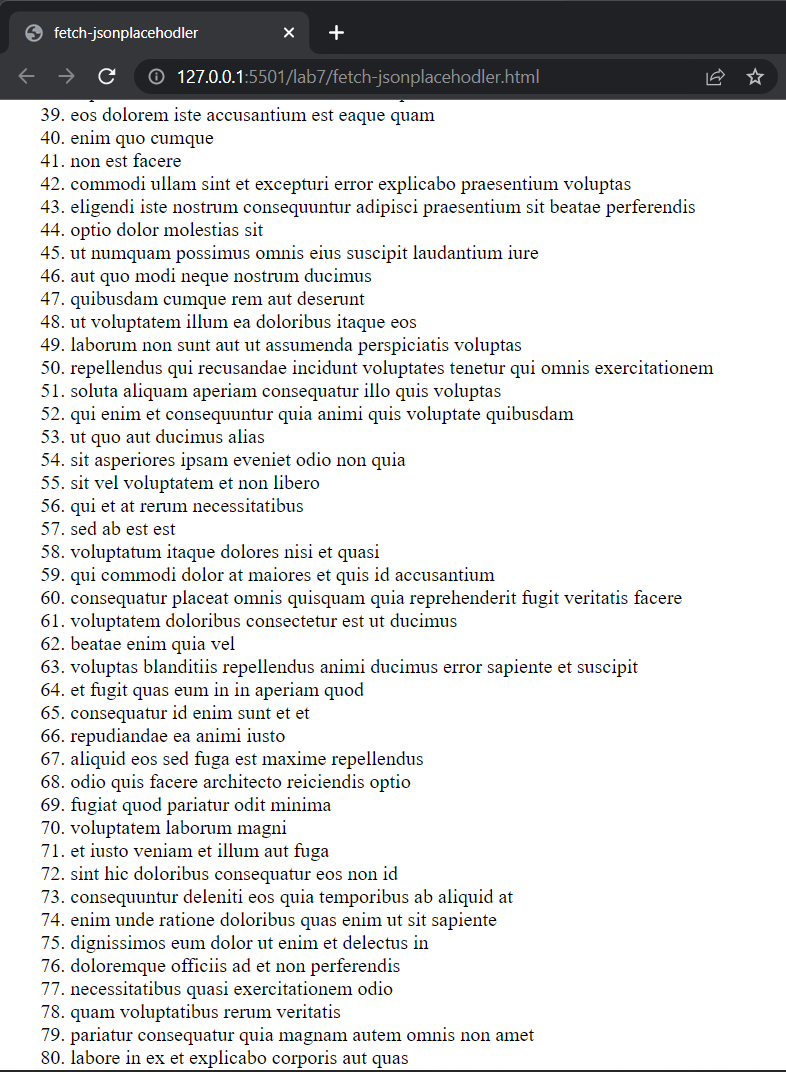 fetch-jsonplacehodler
127.0.0.1:5501/lab7/fetch-jsonplacehodler.html
39. eos dolorem iste accusantium est eaque quam
40. enim quo cumque
41. non est facere
42. commodi ullam sint et excepturi error explicabo praesentium voluptas
43. eligendi iste nostrum consequuntur adipisci praesentium sit beatae perferendis
44. optio dolor molestias sit
45. ut numquam possimus omnis eius suscipit laudantium iure
46. aut quo modi neque nostrum ducimus
47. quibusdam cumque rem aut deserunt
48. ut voluptatem illum ea doloribus itaque eos
49. laborum non sunt aut ut assumenda perspiciatis voluptas
50. repellendus qui recusandae incidunt voluptates tenetur qui omnis exercitationem
51. soluta aliquam aperiam consequatur illo quis voluptas
52. qui enim et consequuntur quia animi quis voluptate quibusdam
53. ut quo aut ducimus alias
54. sit asperiores ipsam eveniet odio non quia
55. sit vel voluptatem et non libero
56. qui et at rerum necessitatibus
57. sed ab est est
58. voluptatum itaque dolores nisi et quasi
59. qui commodi dolor at maiores et quis id accusantium
60. consequatur placeat omnis quisquam quia reprehenderit fugit veritatis facere
61. voluptatem doloribus consectetur est ut ducimus
62. beatae enim quia vel
63. voluptas blanditiis repellendus animi ducimus error sapiente et suscipit
64. et fugit quas eum in in aperiam quod
65. consequatur id enim sunt et et
66. repudiandae ea animi iusto
67. aliquid eos sed fuga est maxime repellendus
68. odio quis facere architecto reiciendis optio
69. fugiat quod pariatur odit minima
70. voluptatem laborum magni
71. et iusto veniam et illum aut fuga
72. sint hic doloribus consequatur eos non id
73. consequuntur deleniti eos quia temporibus ab aliquid at
74. enim unde ratione doloribus quas enim ut sit sapiente
75. dignissimos eum dolor ut enim et delectus in
76. doloremque officiis ad et non perferendis
77. necessitatibus quasi exercitationem odio
78. quam voluptatibus rerum veritatis
79. pariatur consequatur quia magnam autem omnis non amet
80. labore in ex et explicabo corporis aut quas